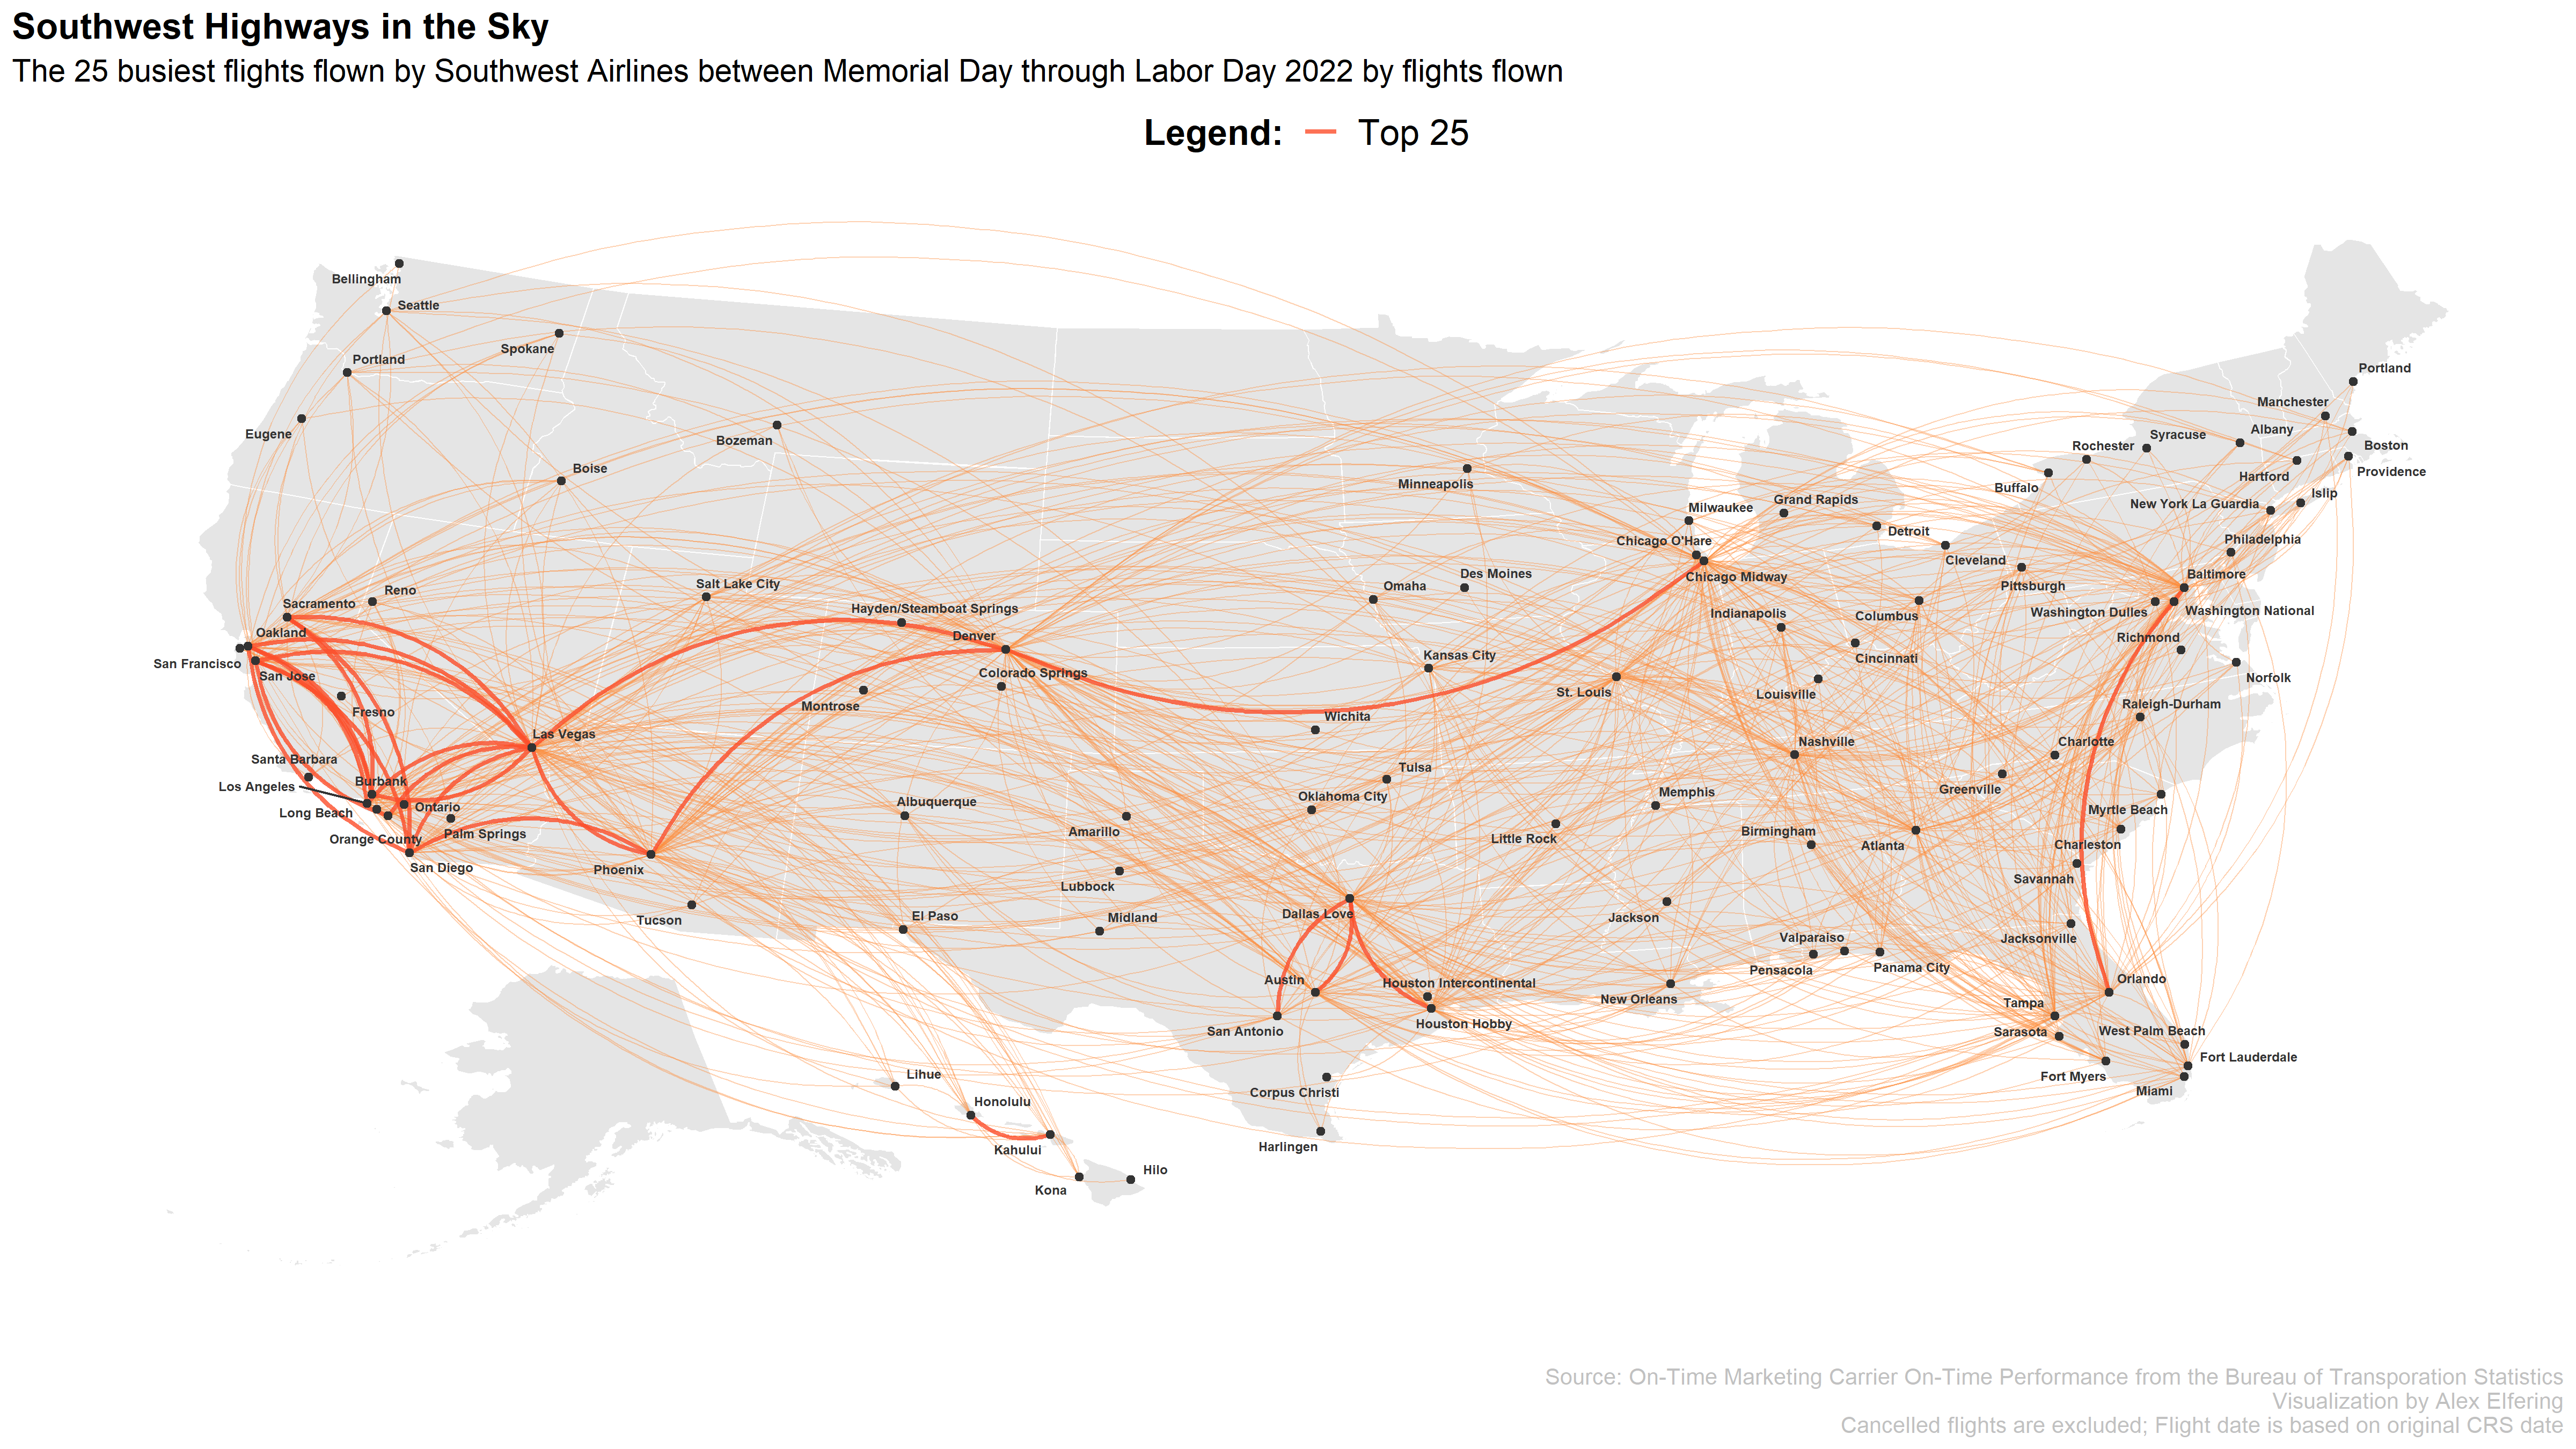 Southwest Highways in the Sky
The 25 busiest flights flown by Southwest Airlines between Memorial Day through Labor Day 2022 by flights flown
Legend: Top 25
Bellingham
Seattle
Spokane
Portland
Portland
Manchester
Eugene
Bozeman
Albany
Syracuse
Rochester
Boston
Boise
Providence
Hartford
Minneapolis
Buffalo
Islip
Grand Rapids
New York La Guardia
Milwaukee
Detroit
Philadelphia
Chicago O'Hare
Cleveland
Baltimore
Des Moines
Chicago Midway
Salt Lake City
Omaha
Pittsburgh
Reno
Sacramento
Hayden/Steamboat Springs
Indianapolis
Columbus
Washington Dulles
Washington National
Oakland
Denver
Richmond
San Francisco
Kansas City
Cincinnati
San Jose
Colorado Springs
Norfolk
St. Louis
Louisville
Montrose
Raleigh-Durham
Fresno
Wichita
Las Vegas
Nashville
Charlotte
Santa Barbara
Tulsa
Burbank
Los Angeles
Oklahoma City
Memphis
Greenville
Albuquerque
Ontario
Long Beach
Myrtle Beach
Amarillo
Birmingham
Palm Springs
Orange County
Little Rock
Atlanta
Charleston
San Diego
Phoenix
Savannah
Lubbock
Dallas Love
El Paso
Midland
Jackson
Tucson
Valparaiso
Jacksonville
Pensacola
Panama City
Austin
Houston Intercontinental
Orlando
New Orleans
Tampa
San Antonio
Houston Hobby
Sarasota
West Palm Beach
Fort Lauderdale
Lihue
Fort Myers
Corpus Christi
Miami
Honolulu
Kahului
Harlingen
Hilo
Kona
Source: On-Time Marketing Carrier On-Time Performance from the Bureau of Transporation Statistics
Visualization by Alex Elfering
Cancelled flights are excluded; Flight date is based on original CRS date